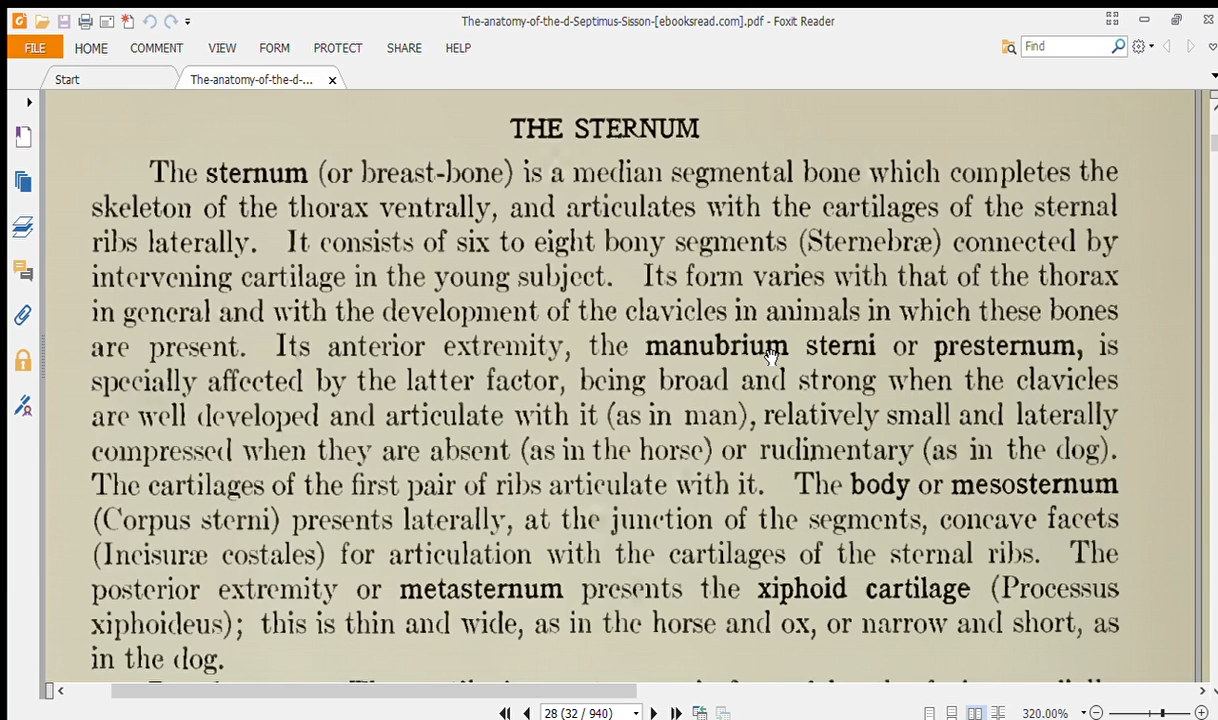 The-anatomy-of-the-d-Septimus-Sisson-[ebooksread.com].pdf - Foxit Reader
FILE HOME COMMENT VIEW FORM PROTECT SHARE HELP Find
Start The-anatomy-of-the-d-...
THE STERNUM
The sternum (or breast-bone) is a median segmental bone which completes the
skeleton of the thorax ventrally, and articulates with the cartilages of the sternal
ribs laterally. It consists of six to eight bony segments (Sternebræ) connected by
intervening cartilage in the young subject. Its form varies with that of the thorax
in general and with the development of the clavicles in animals in which these bones
are present. Its anterior extremity, the manubrium sterni or presternum, is
specially affected by the latter factor, being broad and strong when the clavicles
are well developed and articulate with it (as in man), relatively small and laterally
compressed when they are absent (as in the horse) or rudimentary (as in the dog).
The cartilages of the first pair of ribs articulate with it. The body or mesosternum
(Corpus sterni) presents laterally, at the junction of the segments, concave facets
(Incisuræ costales) for articulation with the cartilages of the sternal ribs. The
posterior extremity or metasternum presents the xiphoid cartilage (Processus
xiphoideus); this is thin and wide, as in the horse and ox, or narrow and short, as
in the dog.
28 (32 / 940) 320.00%